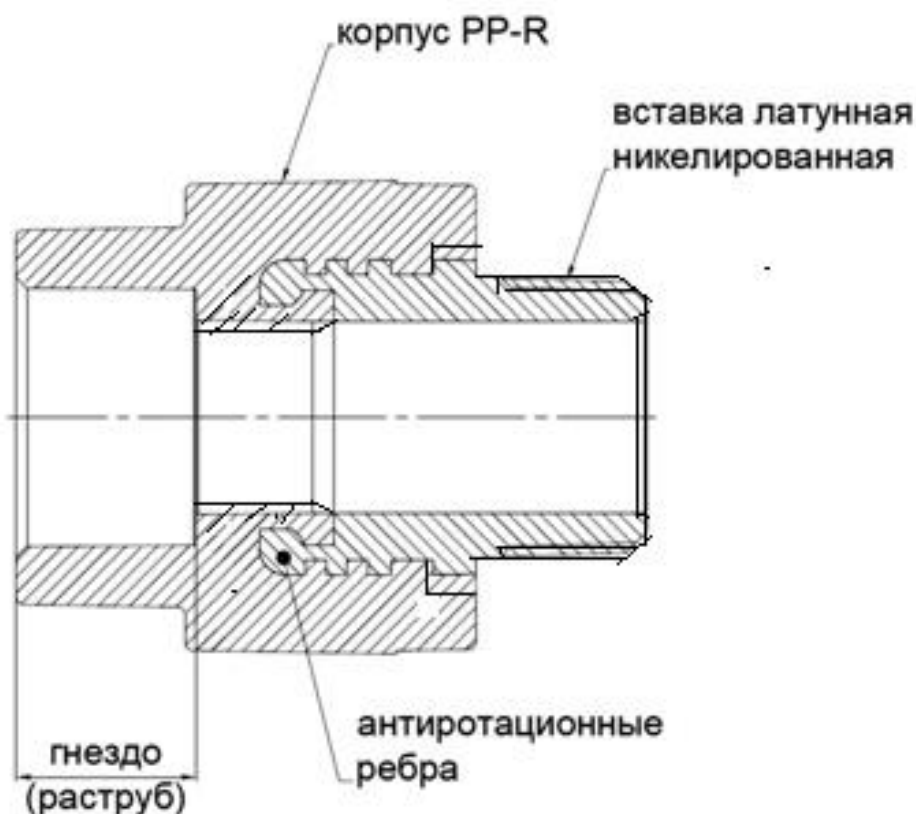 корпус PP-R
вставка латунная
никелированная
антиротационные
ребра
гнездо
(раструб)